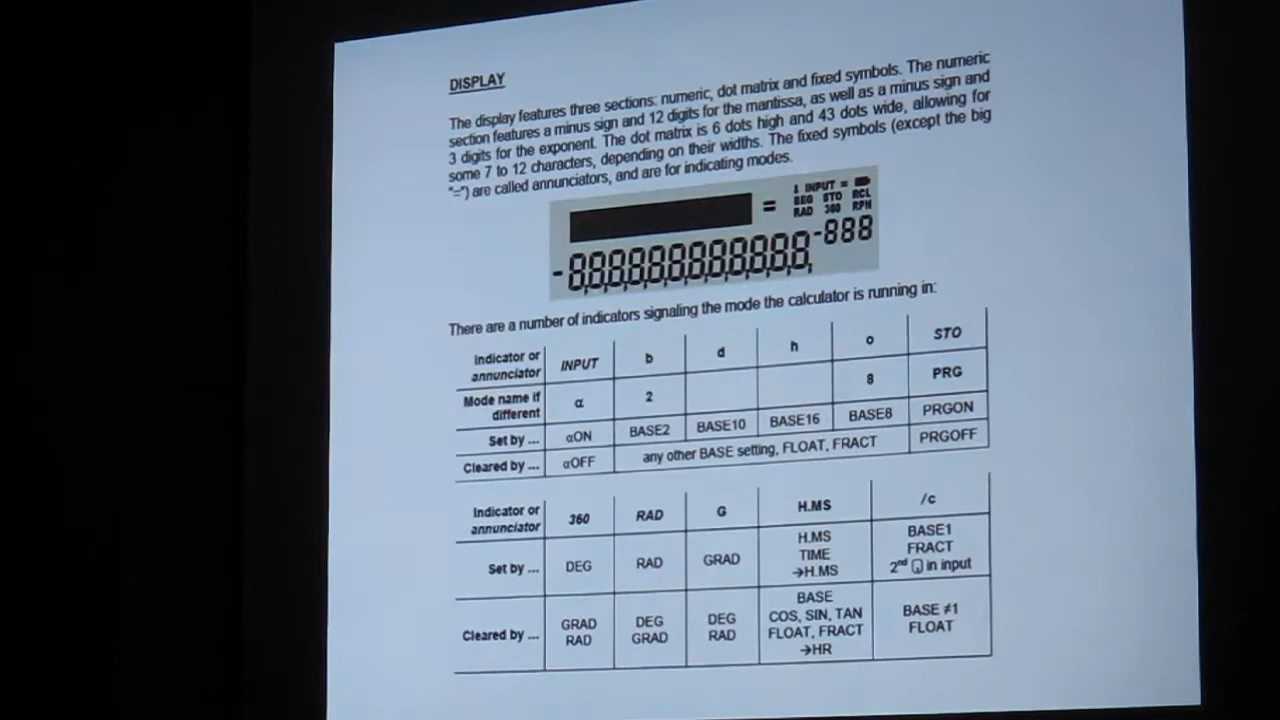 DISPLAY
The display features three sections: numeric, dot matrix and fixed symbols. The numeric
section features a minus sign and 12 digits for the mantissa, as well as a minus sign and
3 digits for the exponent. The dot matrix is 6 dots high and 43 dots wide, allowing for
some 7 to 12 characters, depending on their widths. The fixed symbols (except the big
"=") are called annunciators, and are for indicating modes.
INPUT =
= BEG STO RCL
RAD 360 RPN
-8,8,8,8,8,8,8,8,8,8,8,8, -888
There are a number of indicators signaling the mode the calculator is running in:
Indicator or annunciator INPUT b d h o STO
Mode name if different α 2 8 PRG
Set by ... αON BASE2 BASE10 BASE16 BASE8 PRGON
Cleared by ... αOFF any other BASE setting, FLOAT, FRACT PRGOFF
Indicator or annunciator 360 RAD G H.MS /c
Set by ... DEG RAD GRAD H.MS TIME →H.MS BASE1 FRACT 2nd in input
Cleared by ... GRAD RAD DEG GRAD DEG RAD BASE COS, SIN, TAN FLOAT, FRACT →HR BASE ≠1 FLOAT